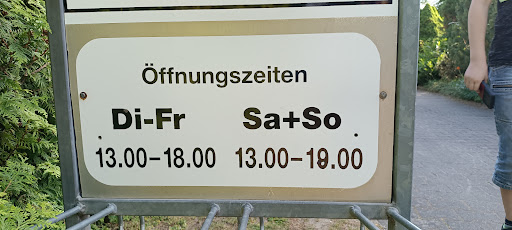 Öffnungszeiten
Di-Fr Sa+So
13.00-18.00 13.00-19.00